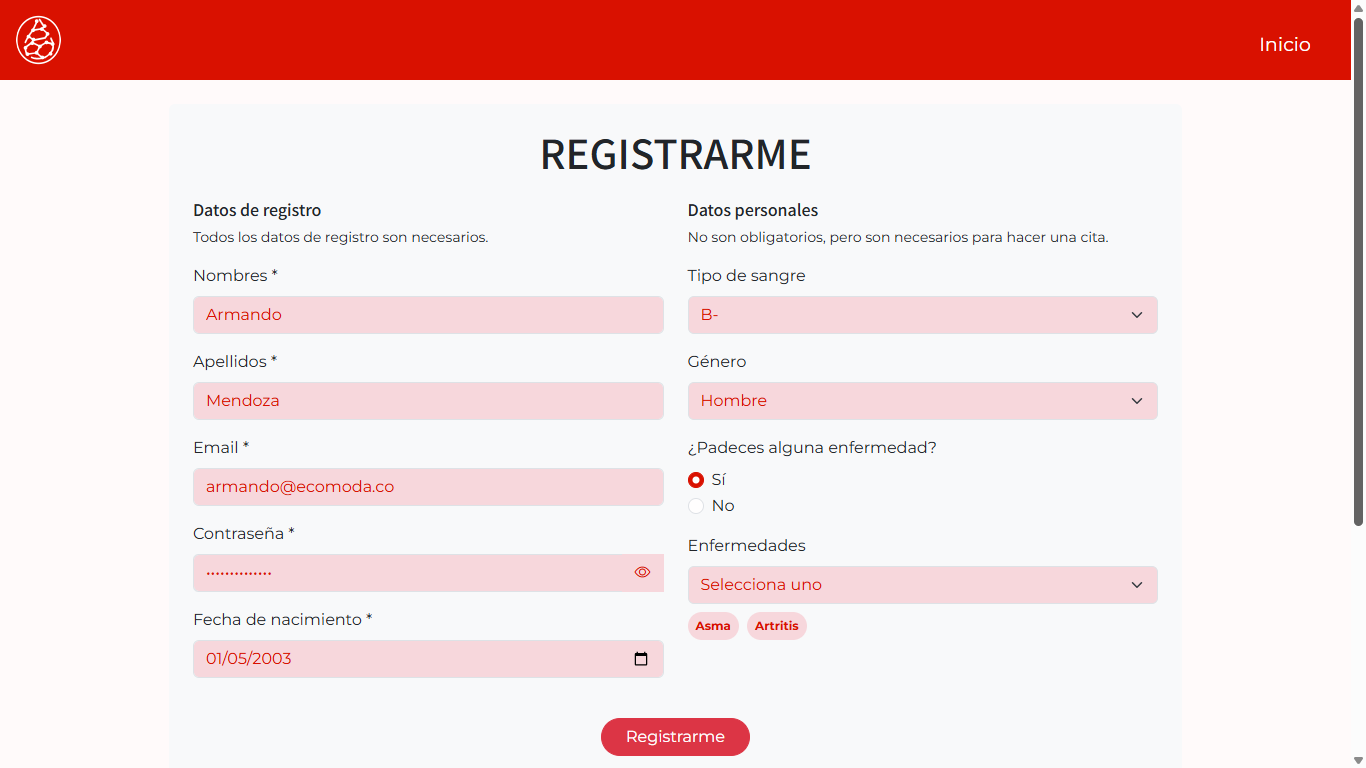 Inicio
REGISTRARME
Datos de registro
Todos los datos de registro son necesarios.
Nombres *
Armando
Apellidos *
Mendoza
Email *
armando@ecomoda.co
Contraseña *
••••••••••••••
Fecha de nacimiento *
01/05/2003
Datos personales
No son obligatorios, pero son necesarios para hacer una cita.
Tipo de sangre
B-
Género
Hombre
¿Padeces alguna enfermedad?
Sí
No
Enfermedades
Selecciona uno
Asma Artritis
Registrarme